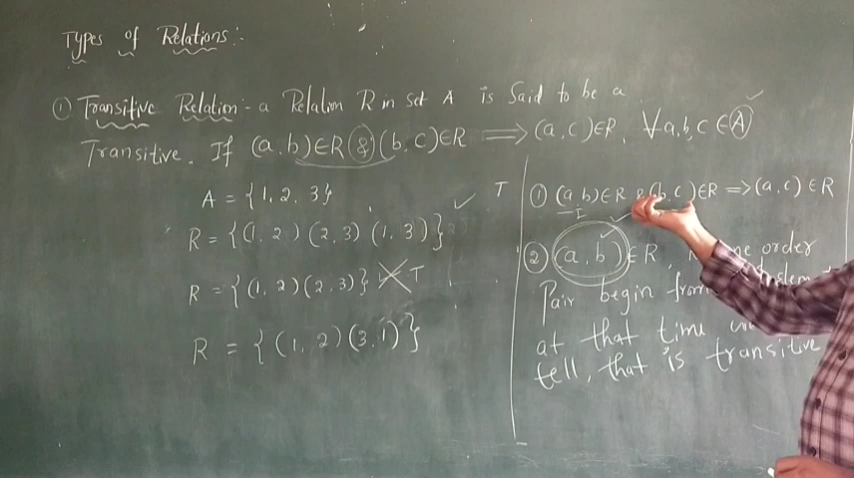 Types of Relations:-
① Transitive Relation:- a Relation R in set A is Said to be a
Transitive. If (a,b)∈R & (b,c)∈R ⟹ (a,c)∈R, ∀a,b,c ∈ A
A = {1, 2, 3}
R = {(1, 2) (2, 3) (1, 3)} ✓
R = {(1, 2) (2, 3)} ✗ T
R = {(1, 2) (3, 1)}
T ① (a,b)∈R & (b,c)∈R ⟹ (a,c) ∈ R
② (a,b) ∈ R, order
Pair begin from
at that time
tell, that is transitive